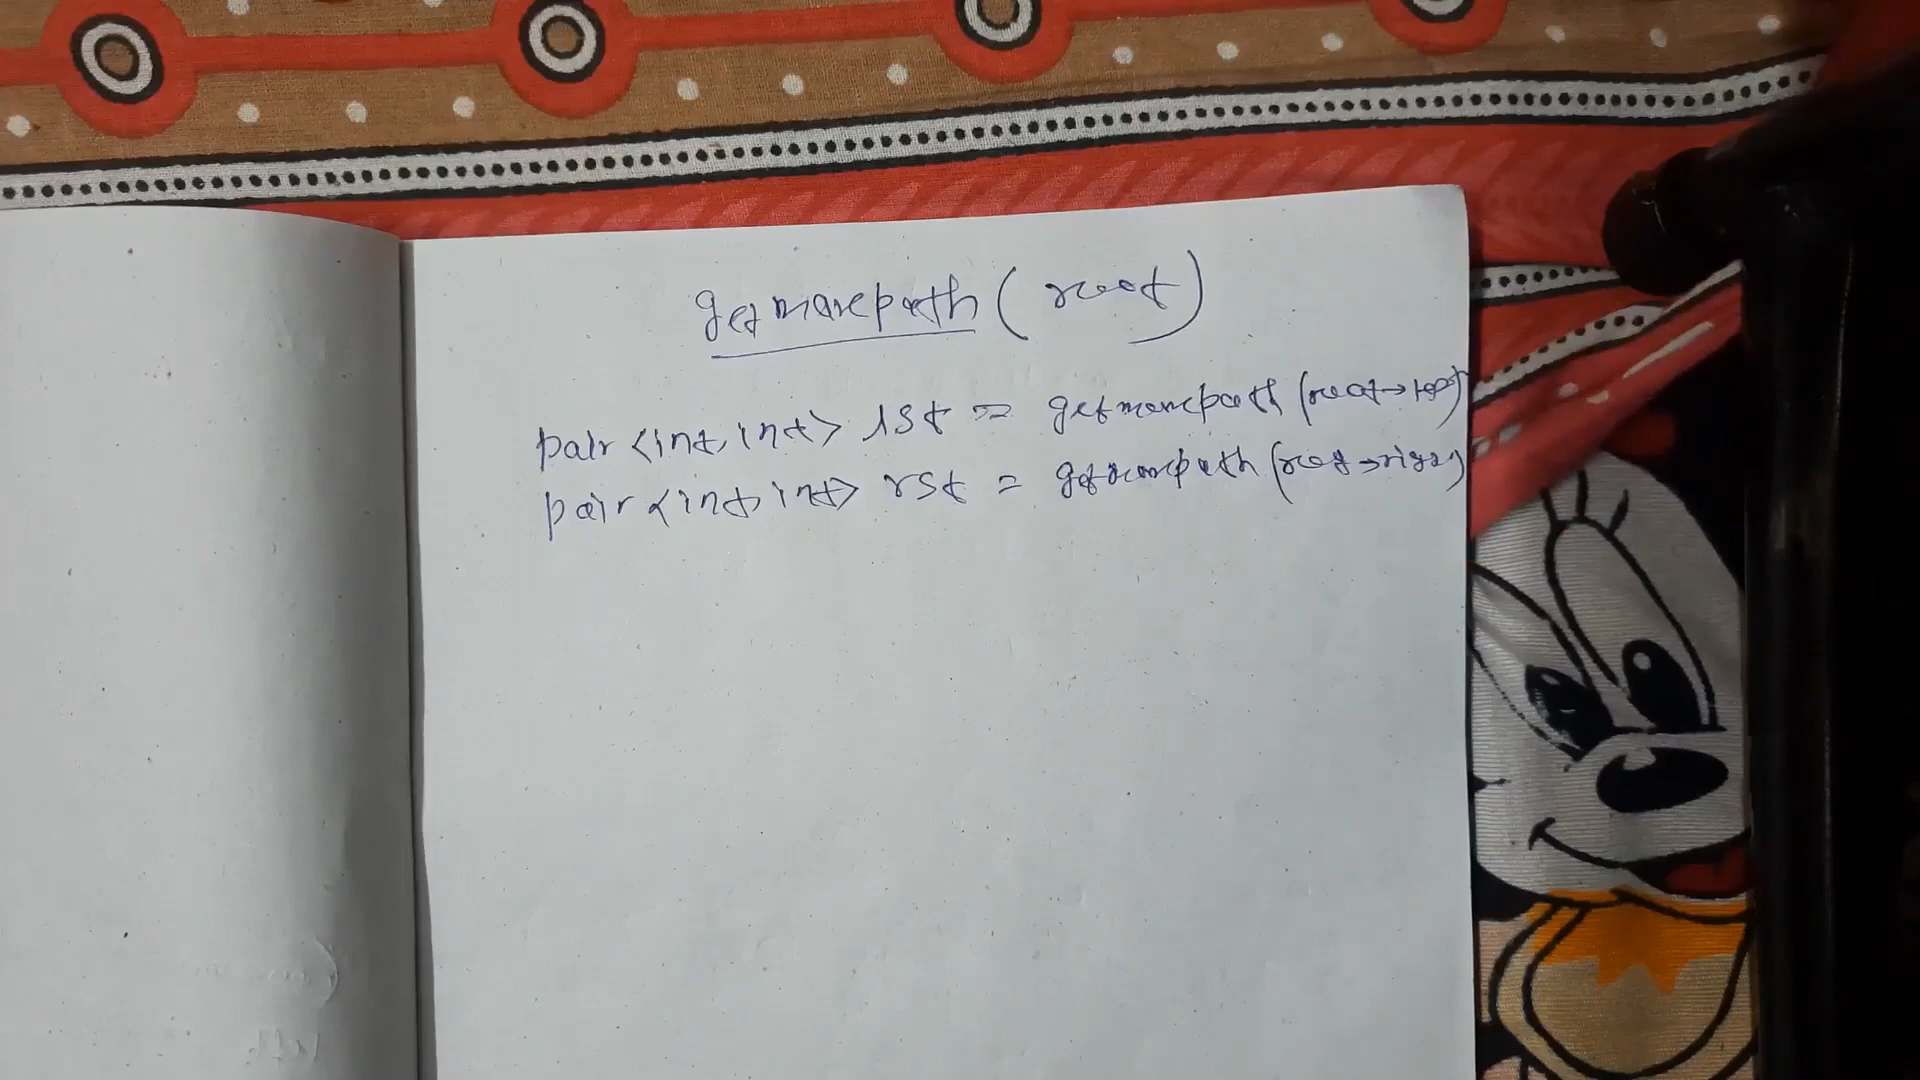 getmaxpath(root)
pair<int,int> lst = getmaxpath(root→left)
pair<int,int> rst = getmaxpath(root→right)